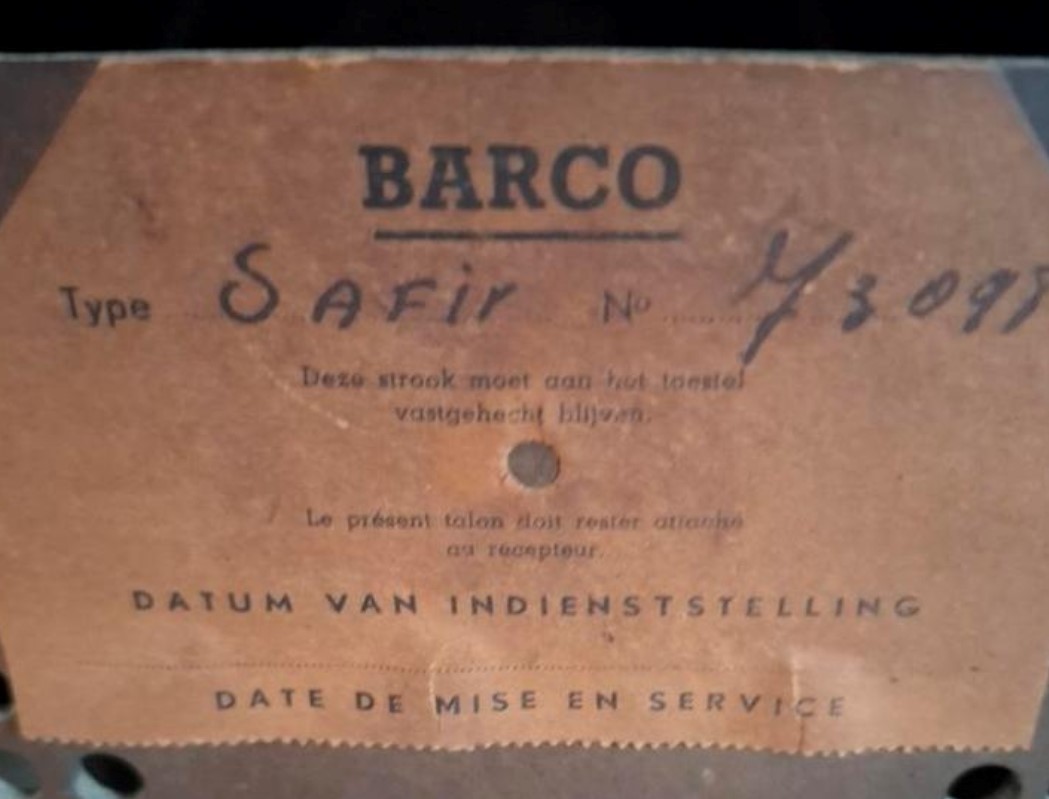 BARCO
Type SAFir No
Deze strook moet aan het toestel
vastgehecht blijven.
Le présent talon doit rester attaché
au récepteur.
DATUM VAN INDIENSTSTELLING
DATE DE MISE EN SERVICE